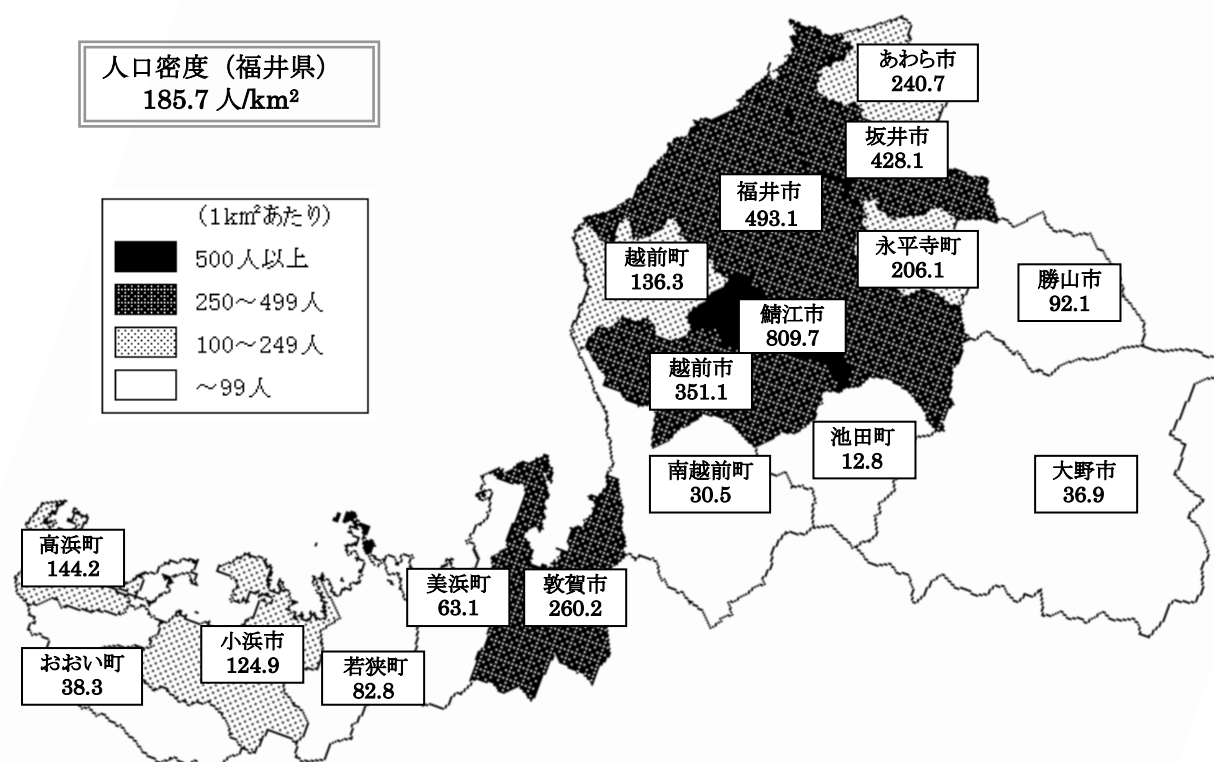 人口密度（福井県）
185.7 人/km²
(1k㎡あたり)
500人以上
250～499人
100～249人
～99人
あわら市
240.7
坂井市
428.1
福井市
493.1
永平寺町
206.1
越前町
136.3
勝山市
92.1
鯖江市
809.7
越前市
351.1
池田町
12.8
南越前町
30.5
大野市
36.9
高浜町
144.2
美浜町
63.1
敦賀市
260.2
小浜市
124.9
おおい町
38.3
若狭町
82.8